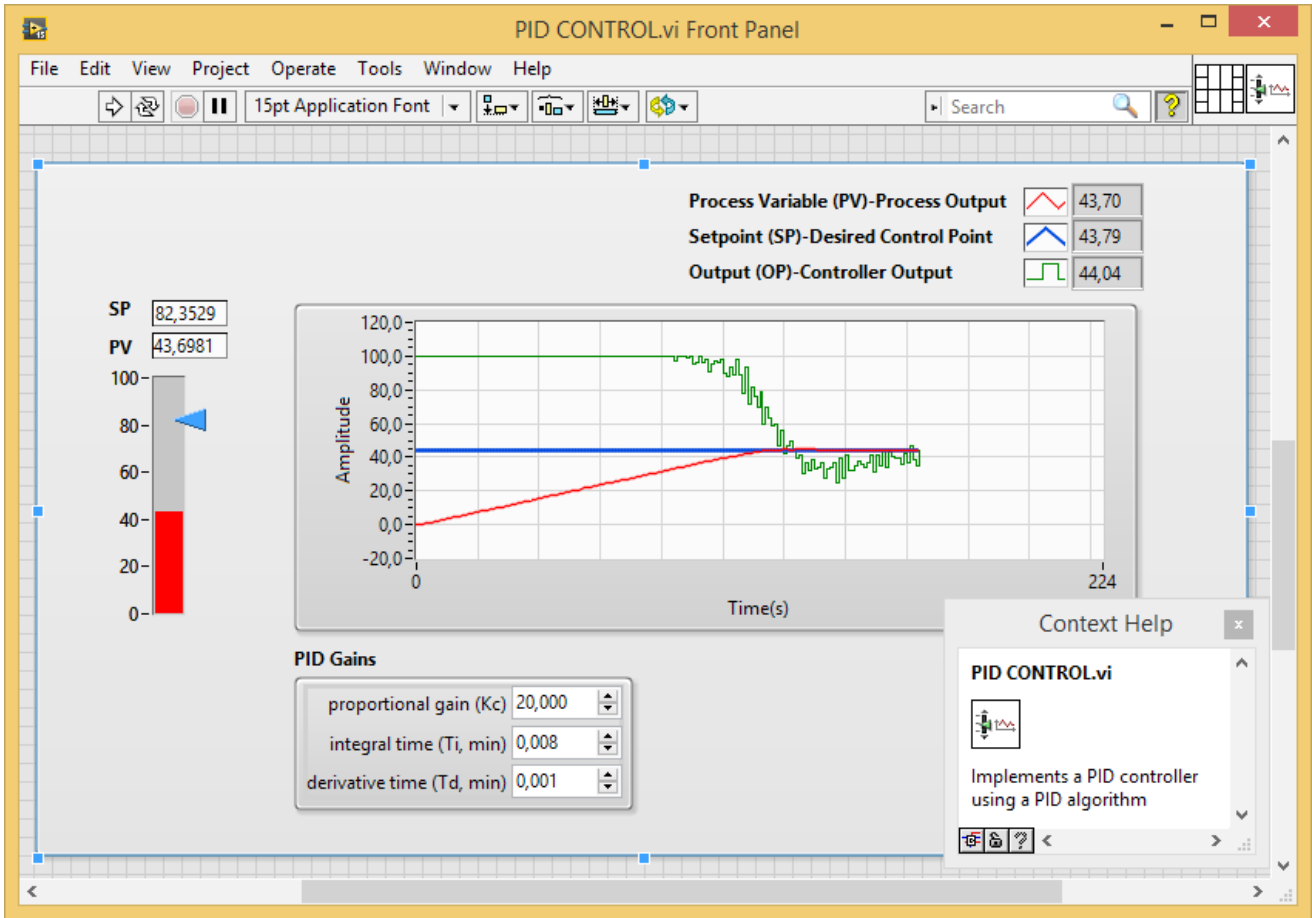 PID CONTROL.vi Front Panel
File Edit View Project Operate Tools Window Help
15pt Application Font
Search
Process Variable (PV)-Process Output 43,70
Setpoint (SP)-Desired Control Point 43,79
Output (OP)-Controller Output 44,04
SP 82,3529
PV 43,6981
100
80
60
40
20
0
120,0
100,0
80,0
60,0
40,0
20,0
0,0
-20,0
Amplitude
0 224
Time(s)
PID Gains
proportional gain (Kc) 20,000
integral time (Ti, min) 0,008
derivative time (Td, min) 0,001
Context Help
PID CONTROL.vi
Implements a PID controller
using a PID algorithm